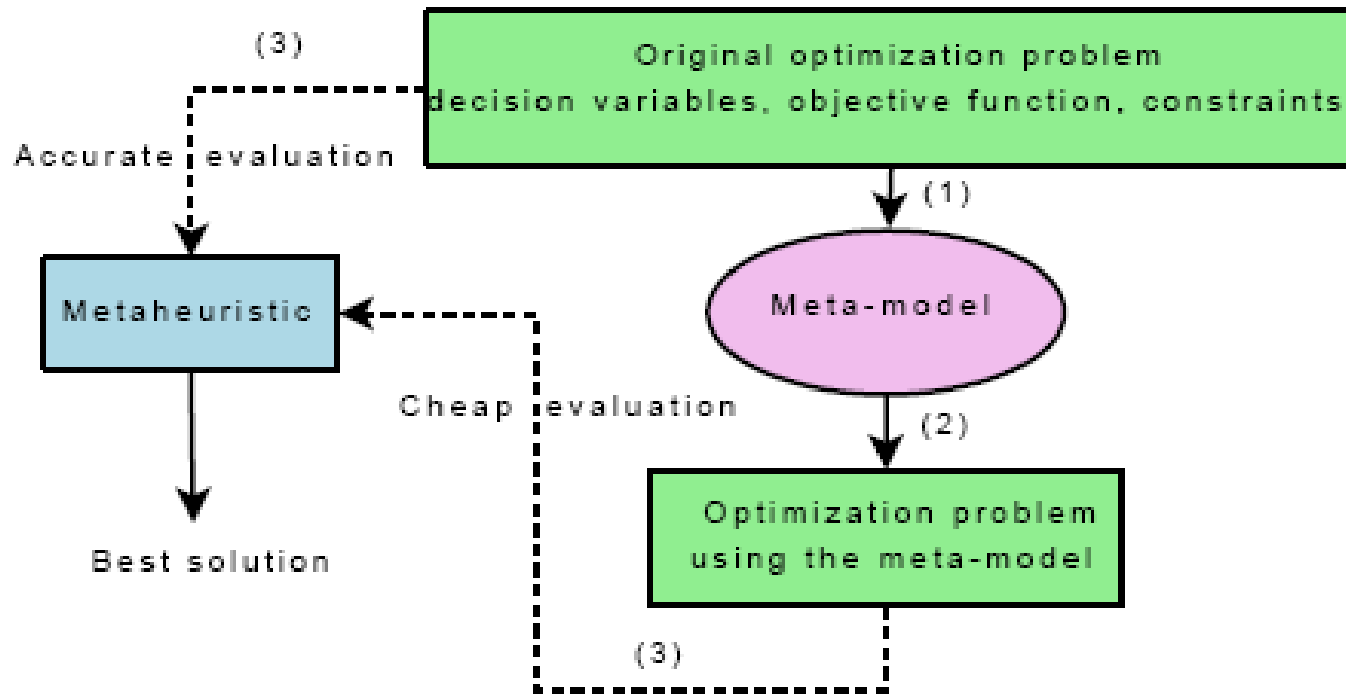 (3)
Original optimization problem
decision variables, objective function, constraints
Accurate evaluation
(1)
Metaheuristic
Meta-model
Cheap evaluation
(2)
Optimization problem
using the meta-model
Best solution
(3)